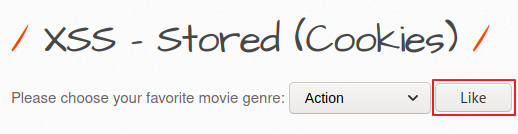 / XSS - Stored (Cookies) /
Please choose your favorite movie genre: Action Like